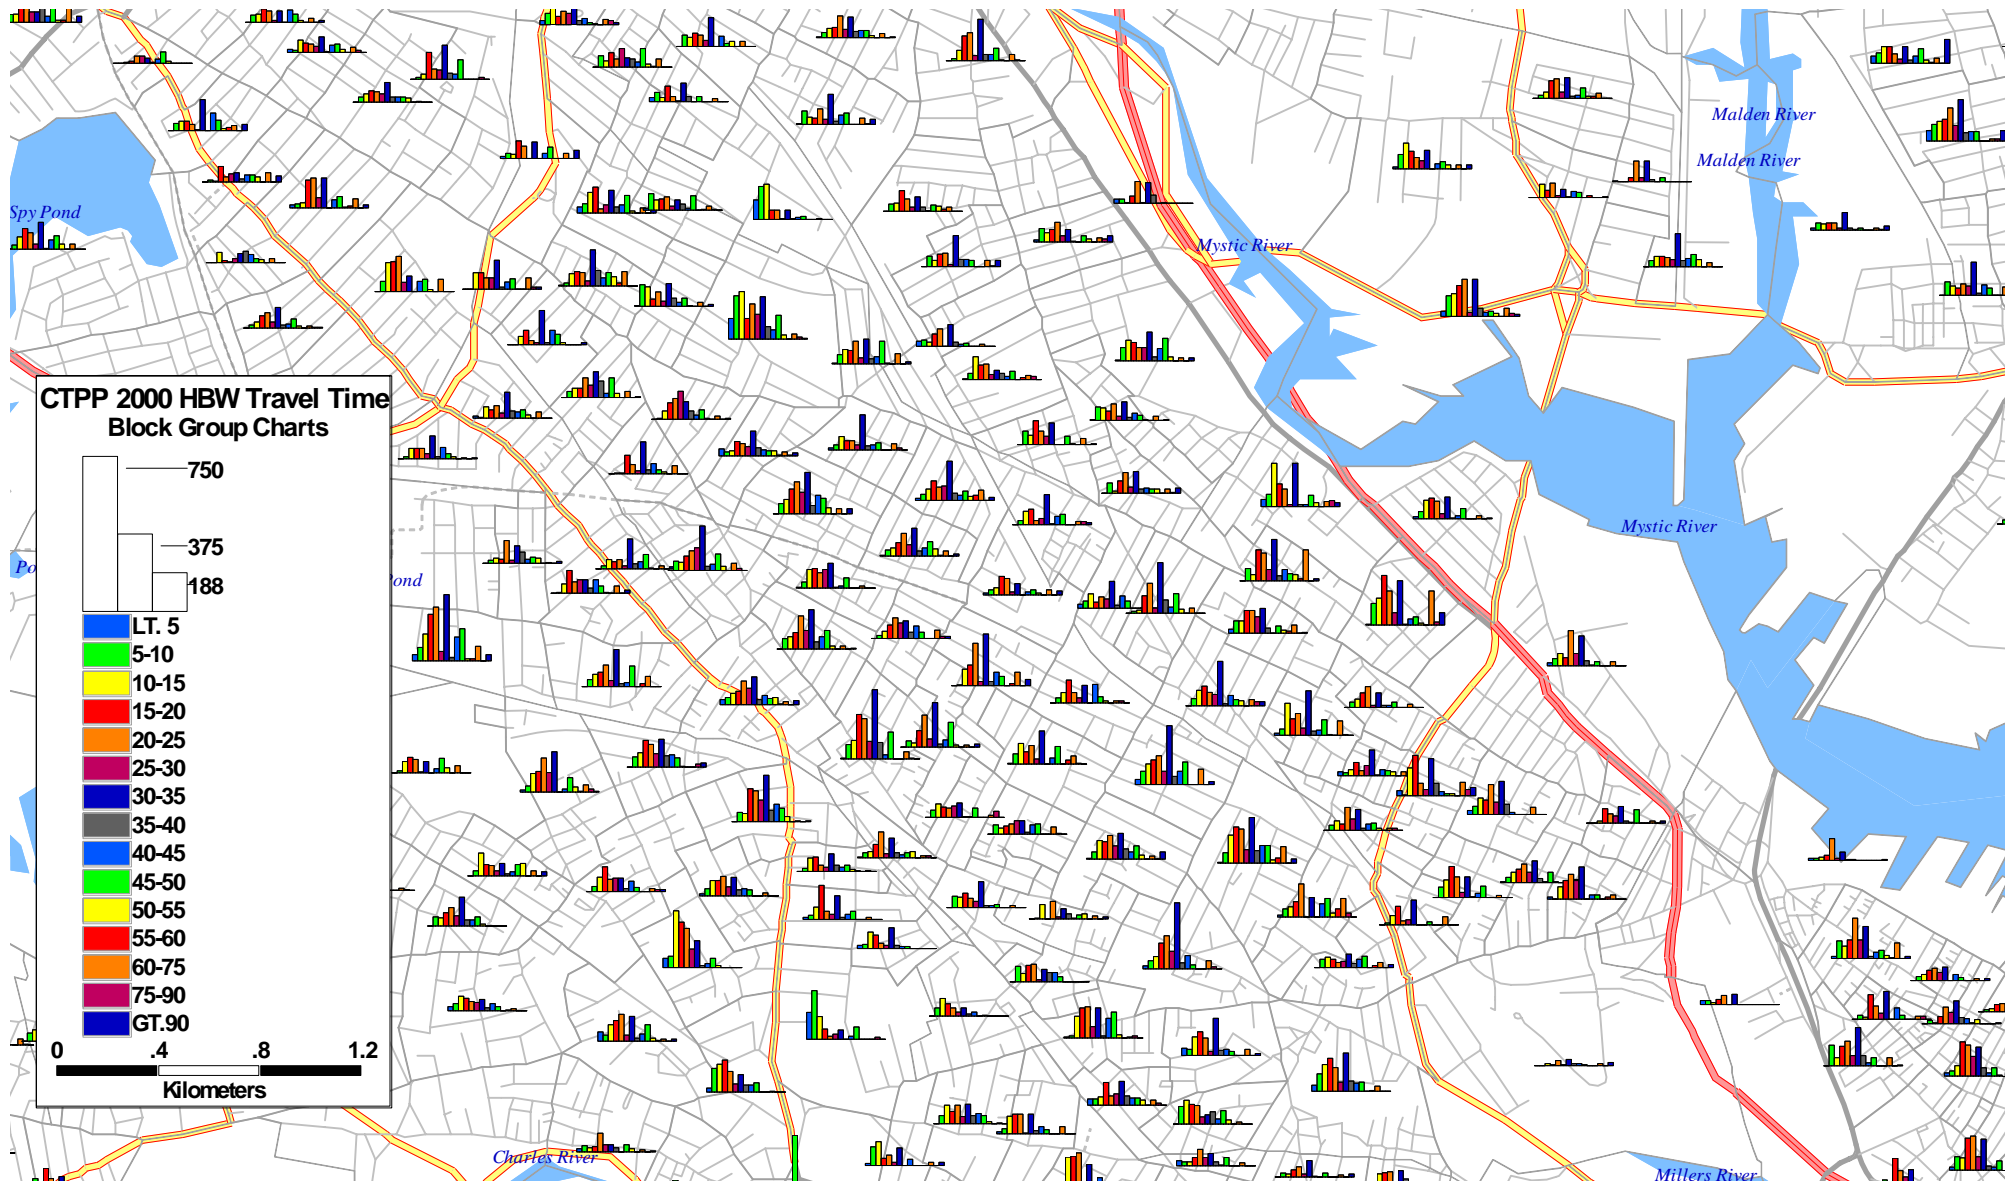 Malden River
Malden River
Spy Pond
Mystic River
CTPP 2000 HBW Travel Time
Block Group Charts
750
375
188
LT. 5
5-10
10-15
15-20
20-25
25-30
30-35
35-40
40-45
45-50
50-55
55-60
60-75
75-90
GT.90
0 .4 .8 1.2
Kilometers
Mystic River
Po
ond
Charles River
Millers River